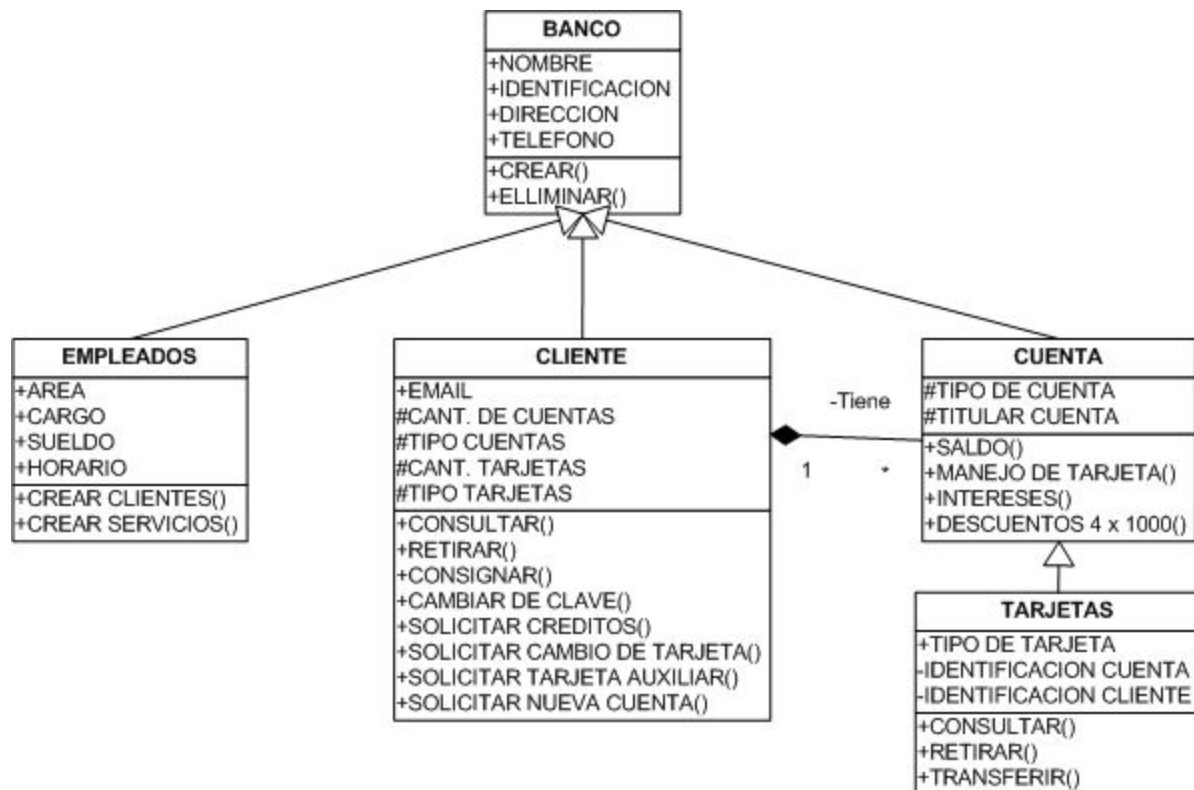 BANCO
+NOMBRE
+IDENTIFICACION
+DIRECCION
+TELEFONO
+CREAR()
+ELLIMINAR()
EMPLEADOS
+AREA
+CARGO
+SUELDO
+HORARIO
+CREAR CLIENTES()
+CREAR SERVICIOS()
CLIENTE
+EMAIL
#CANT. DE CUENTAS
#TIPO CUENTAS
#CANT. TARJETAS
#TIPO TARJETAS
+CONSULTAR()
+RETIRAR()
+CONSIGNAR()
+CAMBIAR DE CLAVE()
+SOLICITAR CREDITOS()
+SOLICITAR CAMBIO DE TARJETA()
+SOLICITAR TARJETA AUXILIAR()
+SOLICITAR NUEVA CUENTA()
-Tiene
1 *
CUENTA
#TIPO DE CUENTA
#TITULAR CUENTA
+SALDO()
+MANEJO DE TARJETA()
+INTERESES()
+DESCUENTOS 4 x 1000()
TARJETAS
+TIPO DE TARJETA
-IDENTIFICACION CUENTA
-IDENTIFICACION CLIENTE
+CONSULTAR()
+RETIRAR()
+TRANSFERIR()